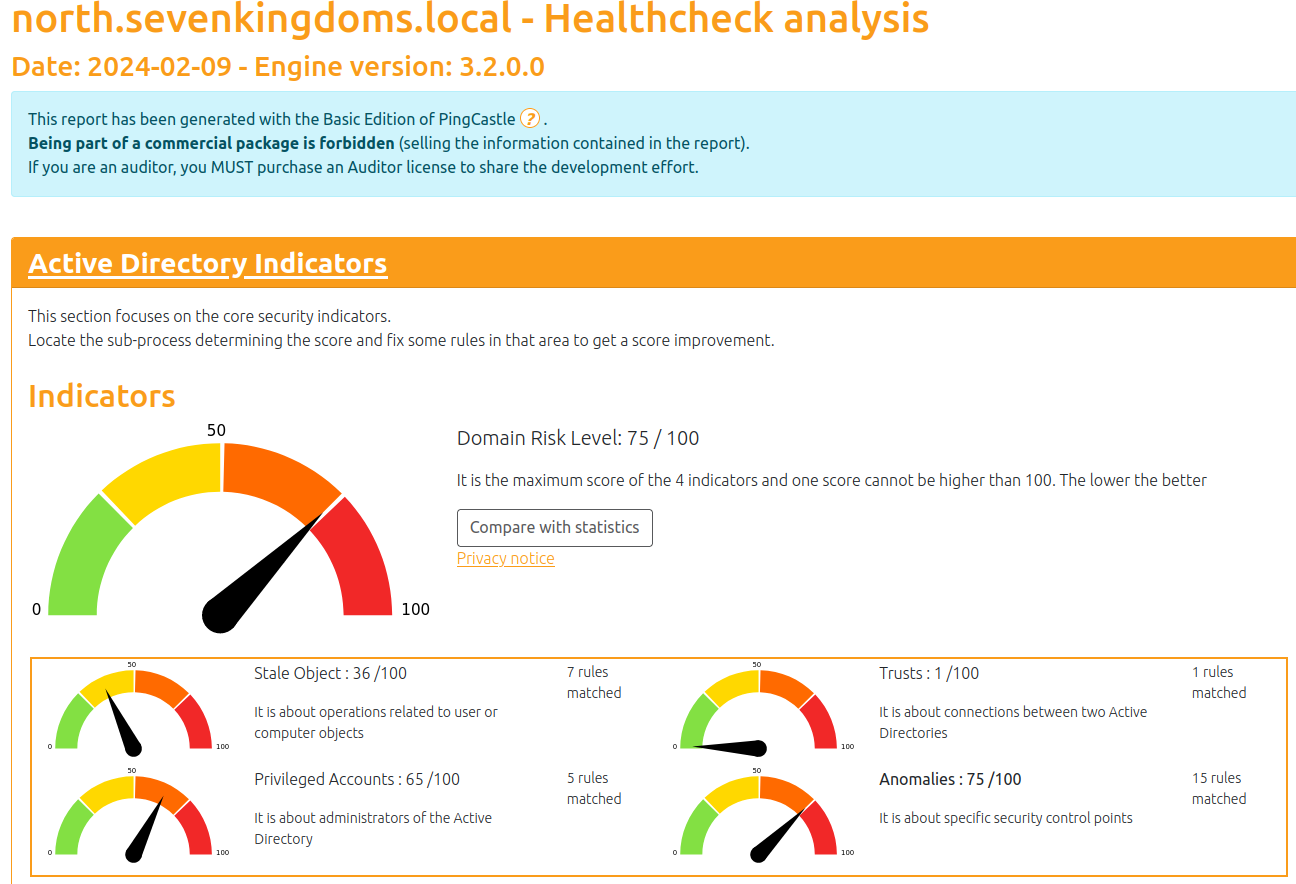 north.sevenkingdoms.local - Healthcheck analysis
Date: 2024-02-09 - Engine version: 3.2.0.0
This report has been generated with the Basic Edition of PingCastle ? .
Being part of a commercial package is forbidden (selling the information contained in the report).
If you are an auditor, you MUST purchase an Auditor license to share the development effort.
Active Directory Indicators
This section focuses on the core security indicators.
Locate the sub-process determining the score and fix some rules in that area to get a score improvement.
Indicators
50
0
100
Domain Risk Level: 75 / 100
It is the maximum score of the 4 indicators and one score cannot be higher than 100. The lower the better
Compare with statistics
Privacy notice
50
0
100
Stale Object : 36 /100
It is about operations related to user or
computer objects
7 rules
matched
50
0
100
Trusts : 1 /100
It is about connections between two Active
Directories
1 rules
matched
50
0
100
Privileged Accounts : 65 /100
It is about administrators of the Active
Directory
5 rules
matched
50
0
100
Anomalies : 75 /100
It is about specific security control points
15 rules
matched